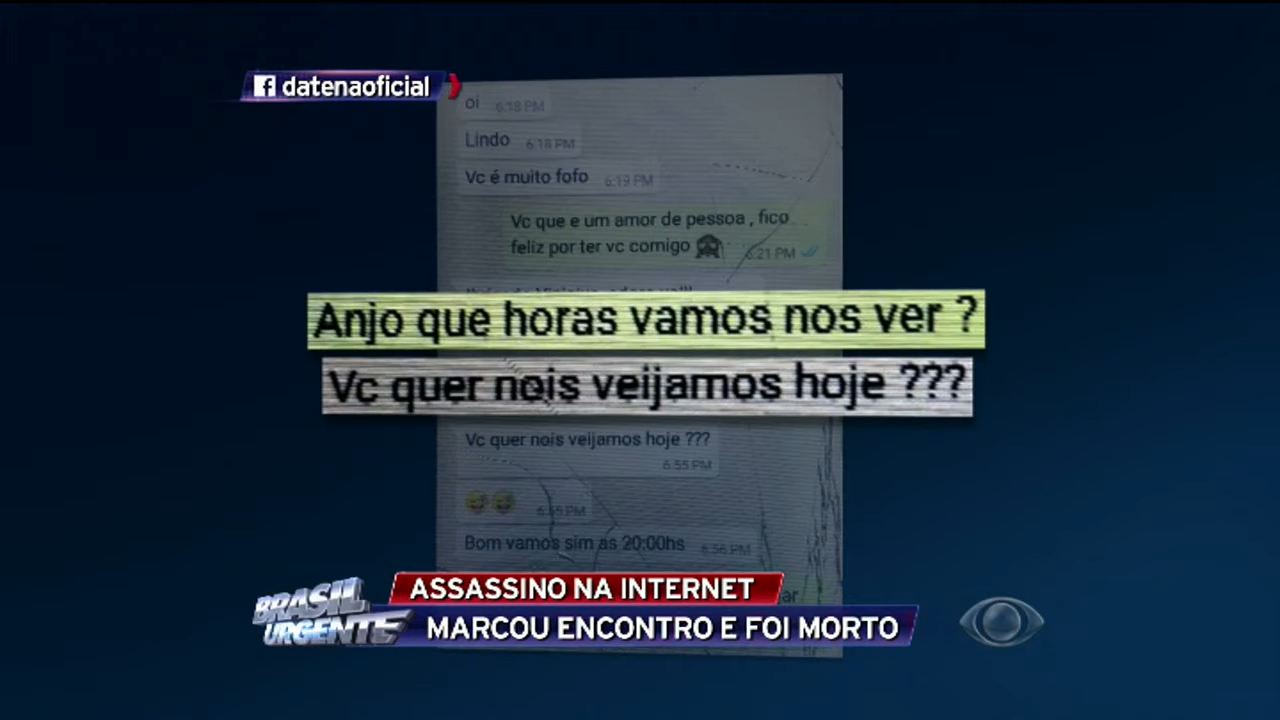 datenaoficial
oi 6:18 PM
Lindo 6:18 PM
Vc é muito fofo 6:19 PM
Vc que e um amor de pessoa , fico
feliz por ter vc comigo 6:21 PM
Anjo que horas vamos nos ver ?
Vc quer nois veijamos hoje ???
Vc quer nois veijamos hoje ???
6:55 PM
6:55 PM
Bom vamos sim as 20:00hs 6:56 PM
ASSASSINO NA INTERNET
BRASIL
URGENTE
MARCOU ENCONTRO E FOI MORTO